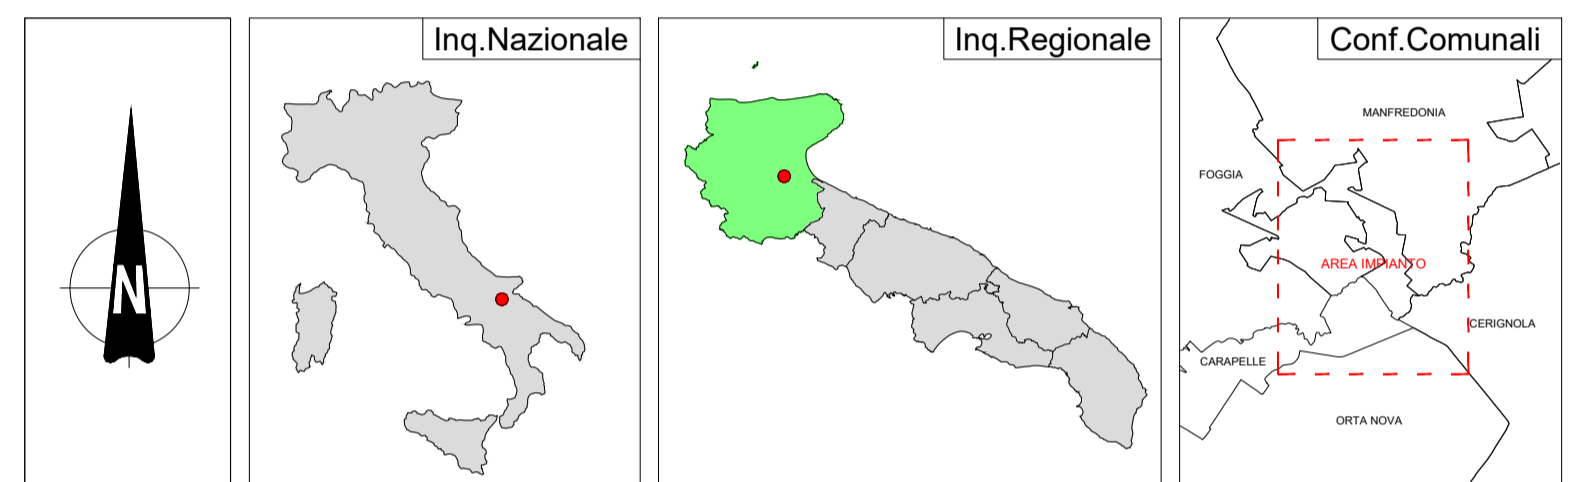 N
Inq.Nazionale
Inq.Regionale
Conf.Comunali
MANFREDONIA
FOGGIA
AREA IMPIANTO
CERIGNOLA
CARAPELLE
ORTA NOVA